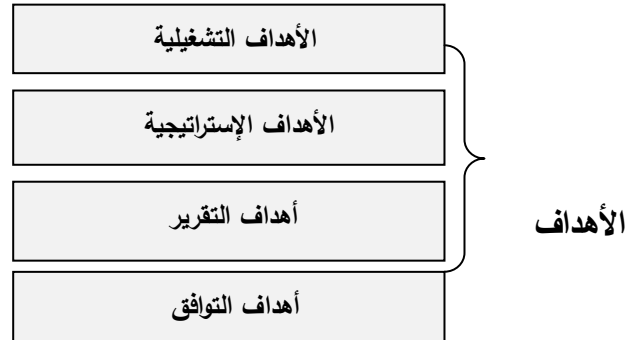 الأهداف التشغيلية
الأهداف الإستراتيجية
أهداف التقرير
أهداف التوافق
الأهداف